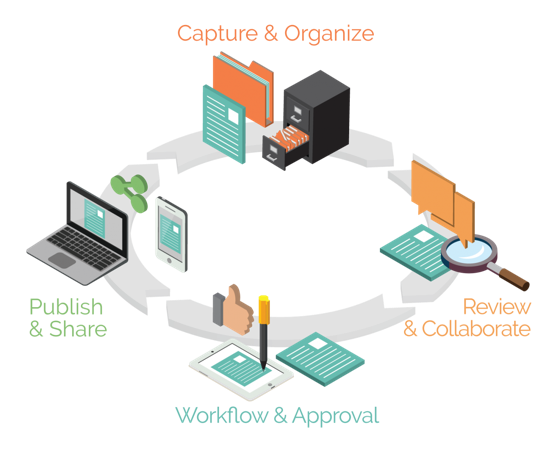 Capture & Organize
Publish
& Share
Review
& Collaborate
Workflow & Approval